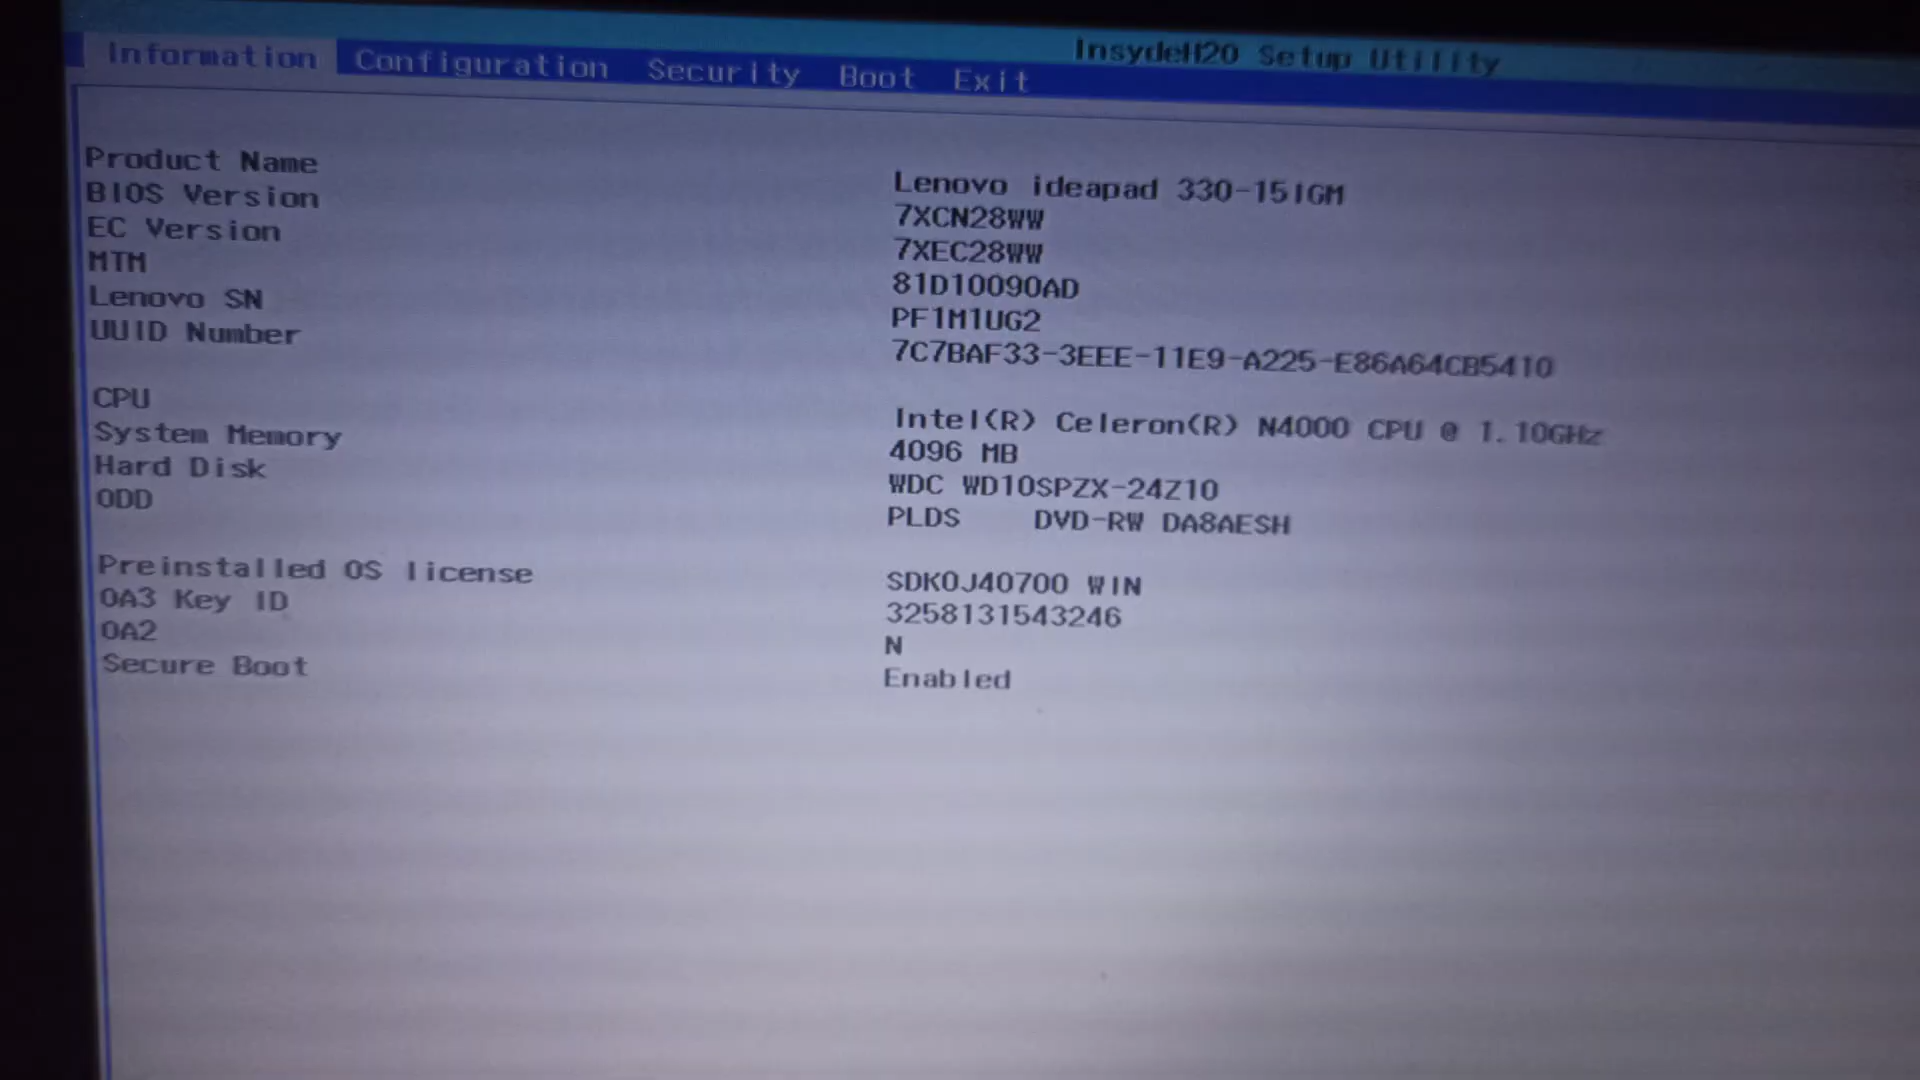 InsydeH20 Setup Utility
Information Configuration Security Boot Exit
Product Name Lenovo ideapad 330-15IGM
BIOS Version 7XCN28WW
EC Version 7XEC28WW
MTM 81D10090AD
Lenovo SN PF1M1UG2
UUID Number 7C7BAF33-3EEE-11E9-A225-E86A64CB5410
CPU Intel(R) Celeron(R) N4000 CPU @ 1.10GHz
System Memory 4096 MB
Hard Disk WDC WD10SPZX-24Z10
ODD PLDS DVD-RW DA8AESH
Preinstalled OS license SDK0J40700 WIN
OA3 Key ID 3258131543246
OA2 N
Secure Boot Enabled